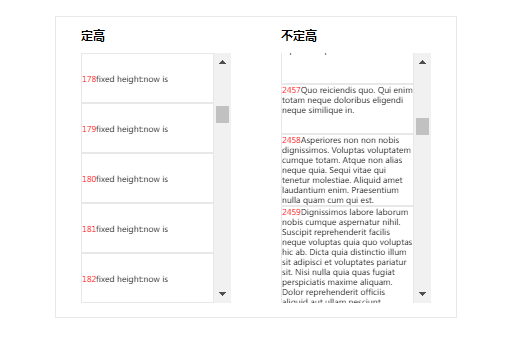 定高
178fixed height:now is
179fixed height:now is
180fixed height:now is
181fixed height:now is
182fixed height:now is
不定高
2457Quo reiciendis quo. Qui enim
totam neque doloribus eligendi
neque similique in.
2458Asperiores non non nobis
dignissimos. Voluptas voluptatem
cumque totam. Atque non alias
neque quia. Sequi vitae qui
tenetur molestiae. Aliquid amet
laudantium enim. Praesentium
nulla quam cum qui est.
2459Dignissimos labore laborum
nobis cumque aspernatur nihil.
Suscipit reprehenderit facilis
neque voluptas quia quo voluptas
hic ab. Dicta quia distinctio illum
sit adipisci et voluptates pariatur
sit. Nisi nulla quia quas fugiat
perspiciatis maxime aliquam.
Dolor reprehenderit officiis
aliquid aut ullam nesciunt